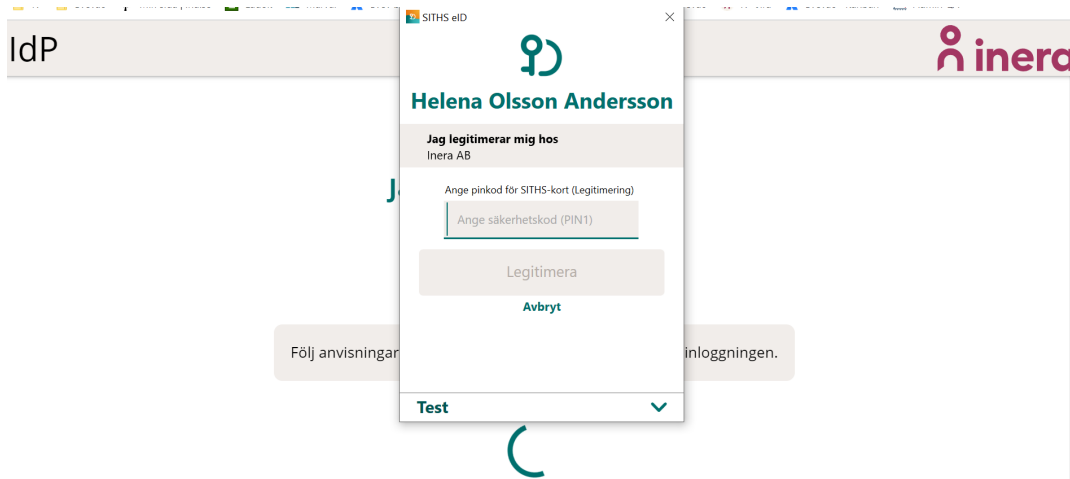 SITHS eID
IdP
inera
Helena Olsson Andersson
Jag legitimerar mig hos
Inera AB
Ange pinkod för SITHS-kort (Legitimering)
Ange säkerhetskod (PIN1)
Legitimera
Avbryt
Följ anvisningar
inloggningen.
Test